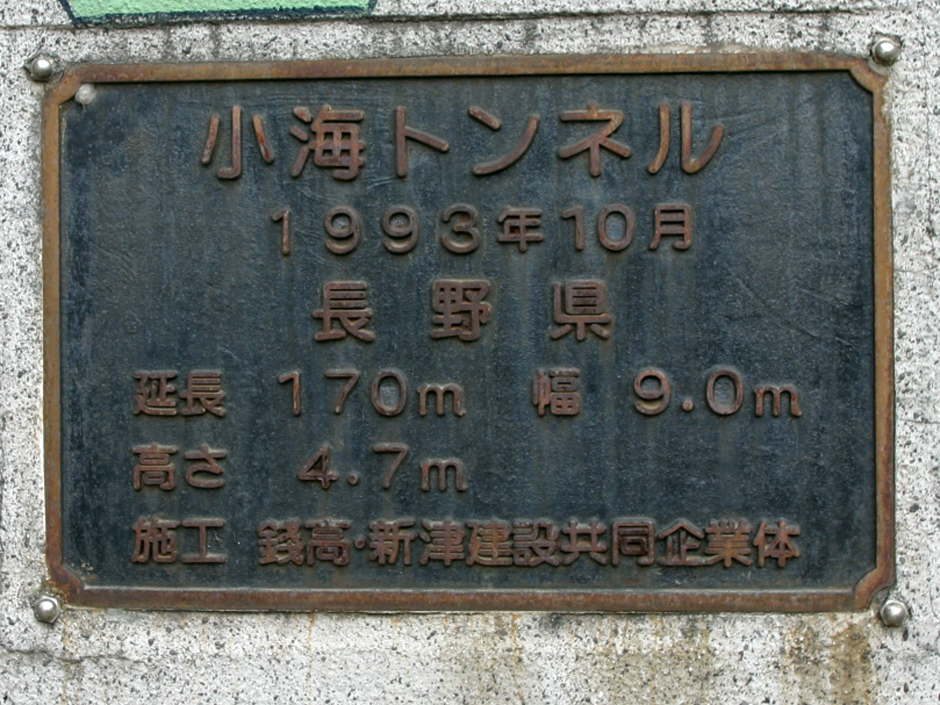 小海トンネル
1993年10月
長野県
延長 170m 幅 9.0m
高さ 4.7m
施工 銭高・新津建設共同企業体